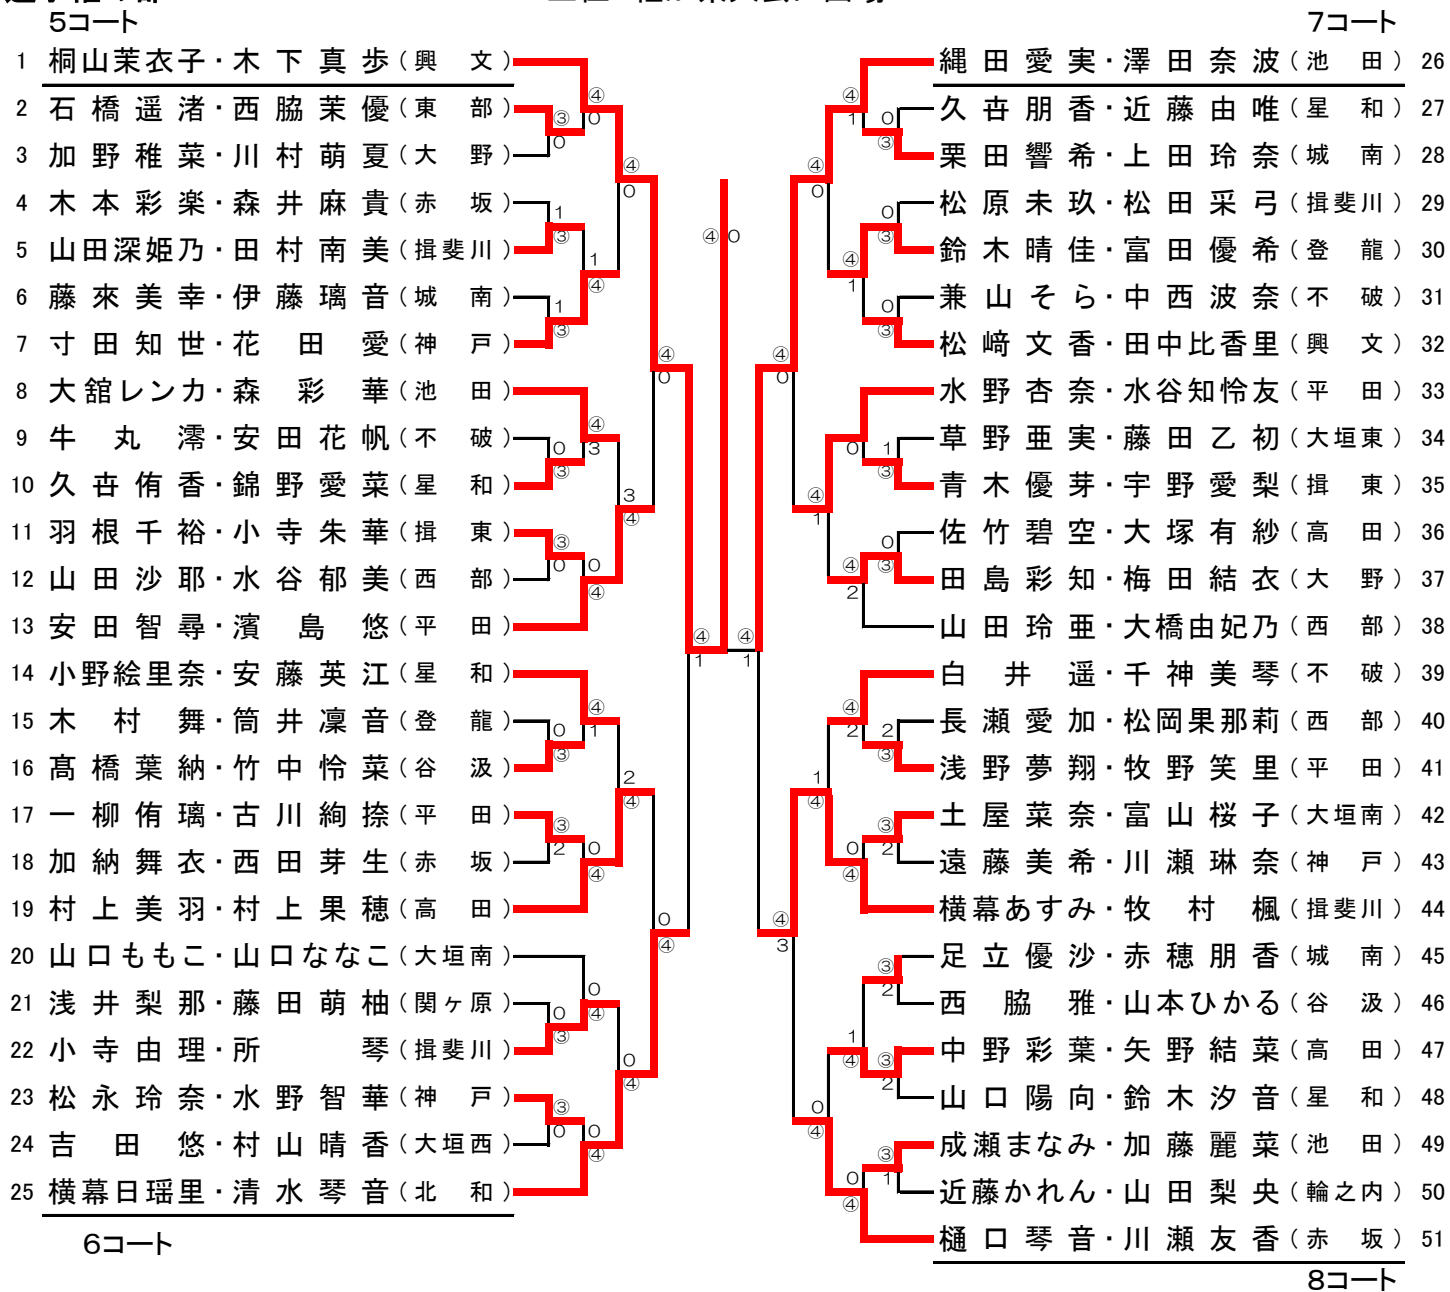 5コート
7コート
1 桐山茉衣子・木下真歩(興文)
2 石橋遥渚・西脇茉優(東部)
3 加野稚菜・川村萌夏(大野)
4 木本彩楽・森井麻貴(赤坂)
5 山田深姫乃・田村南美(揖斐川)
6 藤來美幸・伊藤璃音(城南)
7 寸田知世・花田愛(神戸)
8 大舘レンカ・森彩華(池田)
9 牛丸澪・安田花帆(不破)
10 久世侑香・錦野愛菜(星和)
11 羽根千裕・小寺朱華(揖東)
12 山田沙耶・水谷郁美(西部)
13 安田智尋・濱島悠(平田)
14 小野絵里奈・安藤英江(星和)
15 木村舞・筒井凜音(登龍)
16 髙橋葉納・竹中怜菜(谷汲)
17 一柳侑璃・古川絢捺(平田)
18 加納舞衣・西田芽生(赤坂)
19 村上美羽・村上果穂(高田)
20 山口ももこ・山口ななこ(大垣南)
21 浅井梨那・藤田萌柚(関ヶ原)
22 小寺由理・所琴(揖斐川)
23 松永玲奈・水野智華(神戸)
24 吉田悠・村山晴香(大垣西)
25 横幕日瑶里・清水琴音(北和)
6コート
縄田愛実・澤田奈波(池田) 26
久世朋香・近藤由唯(星和) 27
栗田響希・上田玲奈(城南) 28
松原未玖・松田采弓(揖斐川) 29
鈴木晴佳・富田優希(登龍) 30
兼山そら・中西波奈(不破) 31
松﨑文香・田中比香里(興文) 32
水野杏奈・水谷知怜友(平田) 33
草野亜実・藤田乙初(大垣東) 34
青木優芽・宇野愛梨(揖東) 35
佐竹碧空・大塚有紗(高田) 36
田島彩知・梅田結衣(大野) 37
山田玲亜・大橋由妃乃(西部) 38
白井遥・千神美琴(不破) 39
長瀬愛加・松岡果那莉(西部) 40
浅野夢翔・牧野笑里(平田) 41
土屋菜奈・富山桜子(大垣南) 42
遠藤美希・川瀬琳奈(神戸) 43
横幕あすみ・牧村楓(揖斐川) 44
足立優沙・赤穂朋香(城南) 45
西脇雅・山本ひかる(谷汲) 46
中野彩葉・矢野結菜(高田) 47
山口陽向・鈴木汐音(星和) 48
成瀬まなみ・加藤麗菜(池田) 49
近藤かれん・山田梨央(輪之内) 50
樋口琴音・川瀬友香(赤坂) 51
8コート